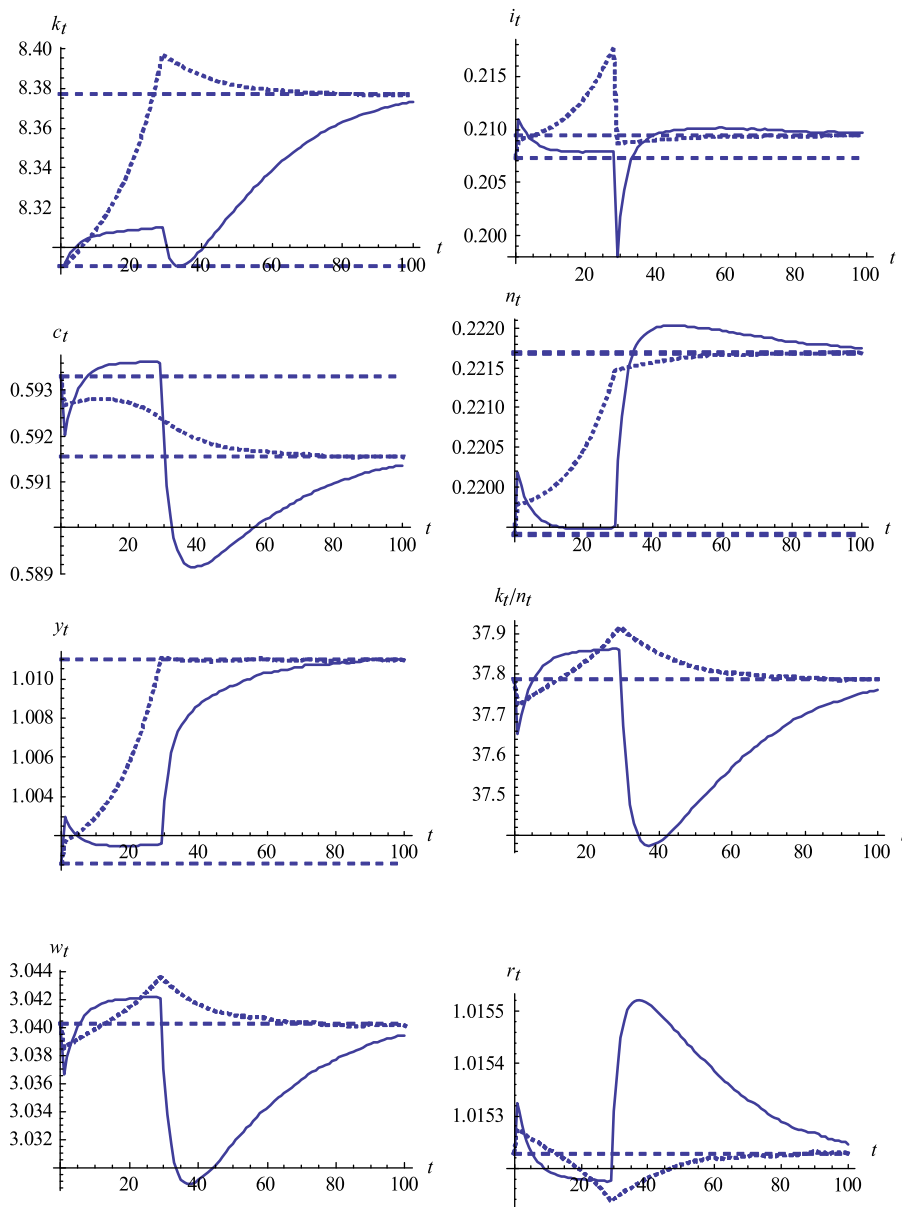 k_t
8.40
8.38
8.36
8.34
8.32
20 40 60 80 100 t
i_t
0.215
0.210
0.205
0.200
20 40 60 80 100 t
c_t
0.593
0.592
0.591
0.589
20 40 60 80 100 t
n_t
0.2220
0.2215
0.2210
0.2205
0.2200
20 40 60 80 100 t
y_t
1.010
1.008
1.006
1.004
20 40 60 80 100 t
k_t/n_t
37.9
37.8
37.7
37.6
37.5
20 40 60 80 100
w_t
3.044
3.042
3.040
3.038
3.036
3.034
3.032
20 40 60 80 100 t
r_t
1.0155
1.0154
1.0153
20 40 60 80 100 t